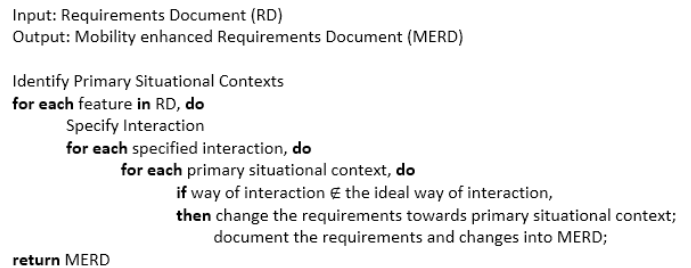 Input: Requirements Document (RD)
Output: Mobility enhanced Requirements Document (MERD)
Identify Primary Situational Contexts
for each feature in RD, do
Specify Interaction
for each specified interaction, do
for each primary situational context, do
if way of interaction ∉ the ideal way of interaction,
then change the requirements towards primary situational context;
document the requirements and changes into MERD;
return MERD